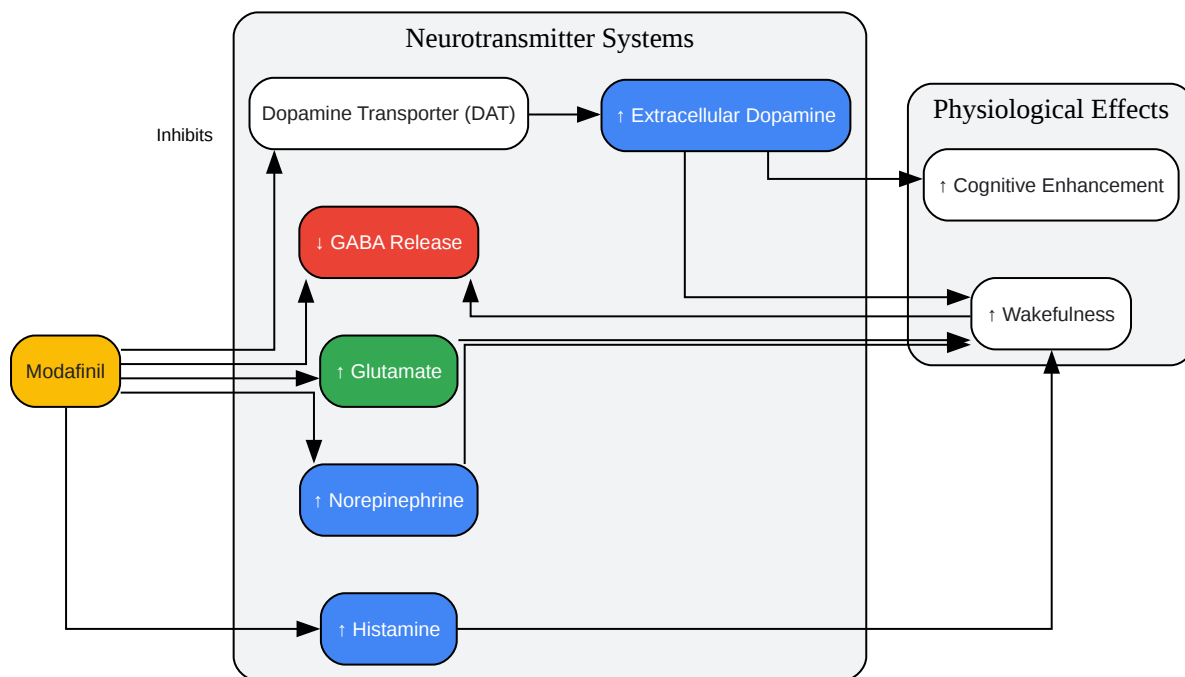 Neurotransmitter Systems
Dopamine Transporter (DAT)
↑ Extracellular Dopamine
Physiological Effects
Inhibits
↑ Cognitive Enhancement
↓ GABA Release
↑ Wakefulness
Modafinil
↑ Glutamate
↑ Norepinephrine
↑ Histamine